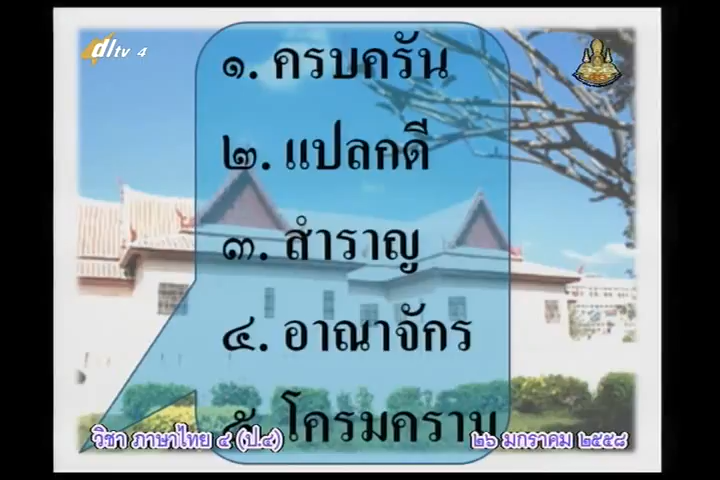 dltv 4
๑. ครบครัน
๒. แปลกดี
๓. สำราญ
๔. อาณาจักร
๕. โครมคราม
วิชา ภาษาไทย ๔ (ป.๔)
๒๖ มกราคม ๒๕๕๘